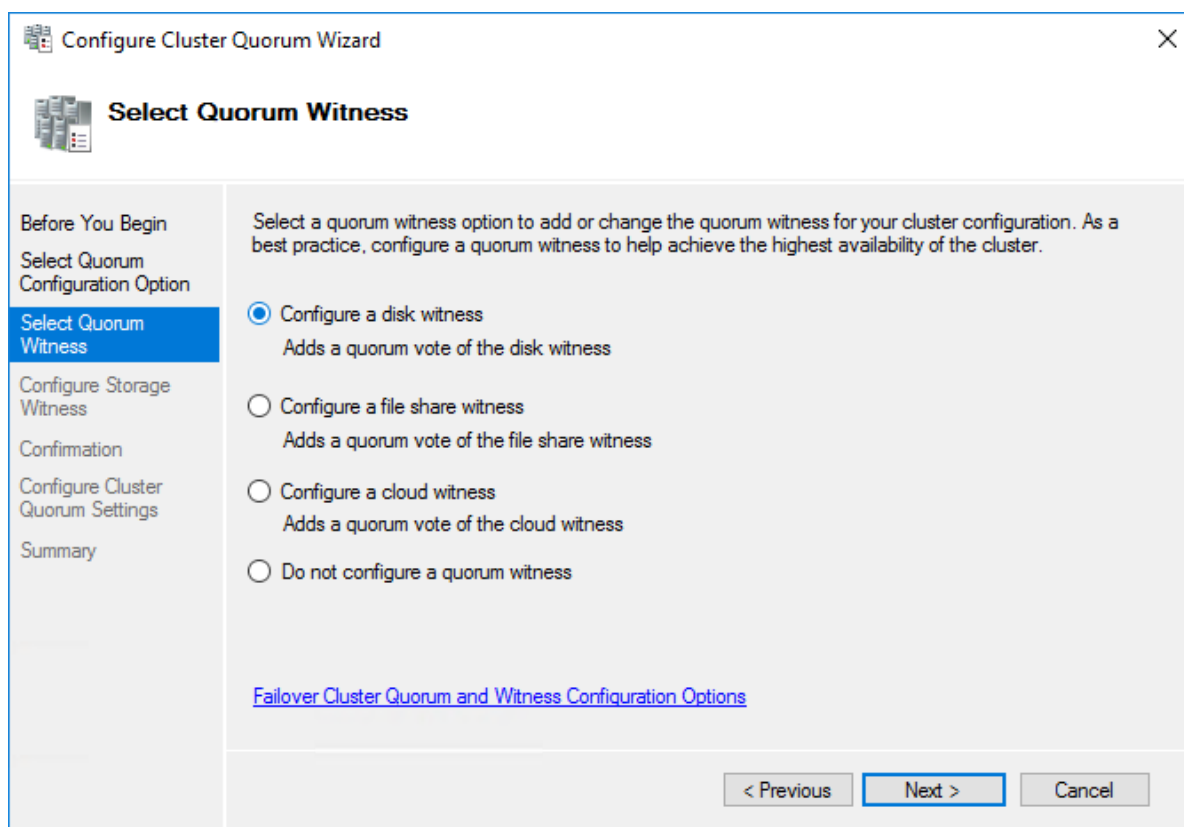 Configure Cluster Quorum Wizard
Select Quorum Witness
Before You Begin
Select Quorum
Configuration Option
Select Quorum
Witness
Configure Storage
Witness
Confirmation
Configure Cluster
Quorum Settings
Summary
Select a quorum witness option to add or change the quorum witness for your cluster configuration. As a
best practice, configure a quorum witness to help achieve the highest availability of the cluster.
Configure a disk witness
Adds a quorum vote of the disk witness
Configure a file share witness
Adds a quorum vote of the file share witness
Configure a cloud witness
Adds a quorum vote of the cloud witness
Do not configure a quorum witness
Failover Cluster Quorum and Witness Configuration Options
< Previous
Next >
Cancel